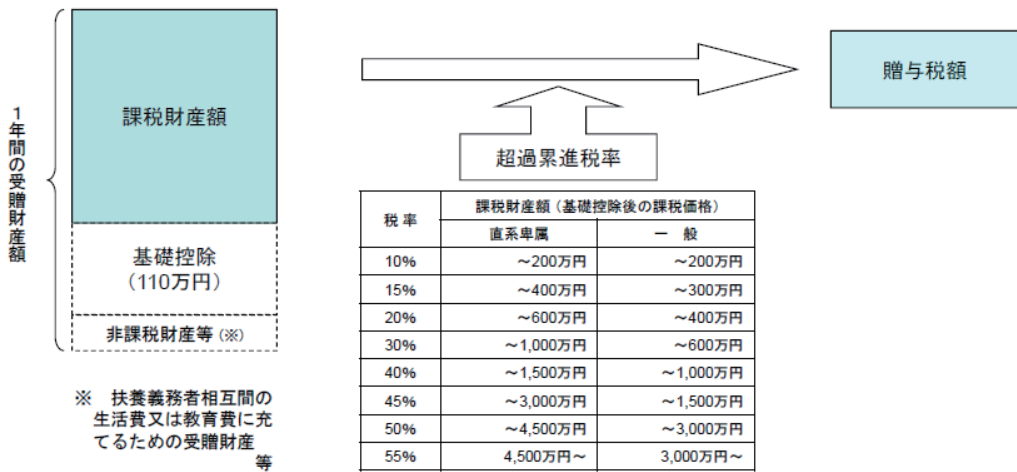 1年間の受贈財産額
課税財産額
基礎控除
（110万円）
非課税財産等（※）
※　扶養義務者相互間の
生活費又は教育費に充
てるための受贈財産
等
贈与税額
超過累進税率
税率 課税財産額（基礎控除後の課税価格）
直系卑属 一般
10% ～200万円 ～200万円
15% ～400万円 ～300万円
20% ～600万円 ～400万円
30% ～1,000万円 ～600万円
40% ～1,500万円 ～1,000万円
45% ～3,000万円 ～1,500万円
50% ～4,500万円 ～3,000万円
55% 4,500万円～ 3,000万円～